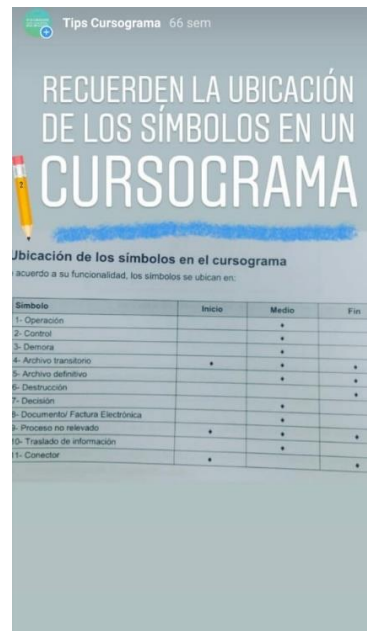 Tips Cursograma 66 sem
RECUERDEN LA UBICACIÓN
DE LOS SÍMBOLOS EN UN
CURSOGRAMA
Ubicación de los símbolos en el cursograma
acuerdo a su funcionalidad, los símbolos se ubican en:
Símbolo Inicio Medio Fin
1- Operación
2- Control
3- Demora
4- Archivo transitorio
5- Archivo definitivo
6- Destrucción
7- Decisión
8- Documento/ Factura Electrónica
9- Proceso no relevado
10- Traslado de información
11- Conector